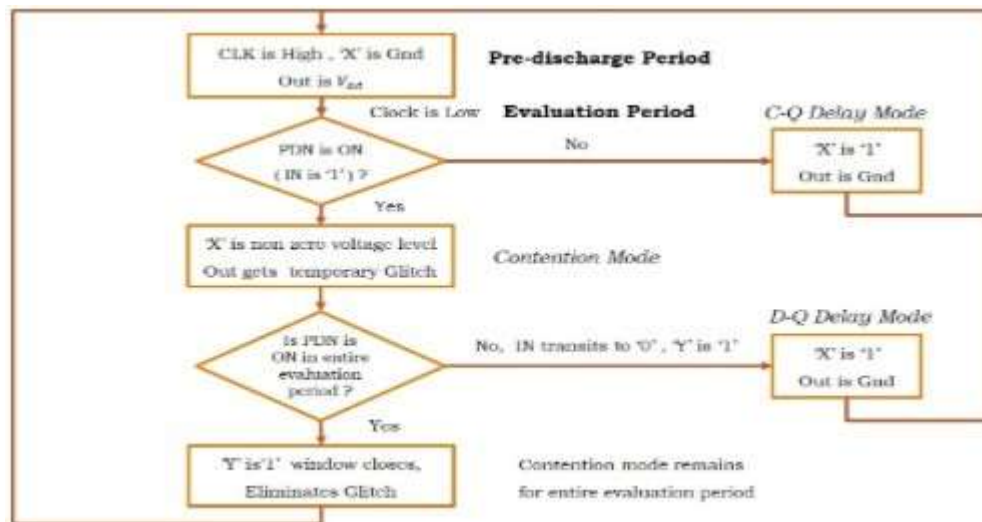 CLK is High , 'X' is Gnd
Out is Vdd
Pre-discharge Period
Clock is Low
Evaluation Period
C-Q Delay Mode
PDN is ON
( IN is '1' ) ?
No
'X' is '1'
Out is Gnd
Yes
'X' is non zero voltage level
Out gets temporary Glitch
Contention Mode
D-Q Delay Mode
Is PDN is
ON in entire
evaluation
period ?
No, IN transits to '0' , 'Y' is '1'
'X' is '1'
Out is Gnd
Yes
'Y' is '1' window closes,
Eliminates Glitch
Contention mode remains
for entire evaluation period